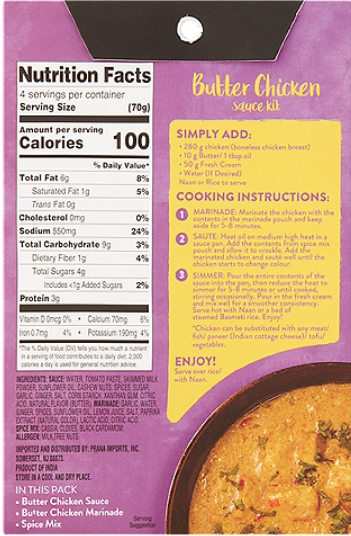 Nutrition Facts
4 servings per container
Serving Size (70g)
Amount per serving
Calories 100
% Daily Value*
Total Fat 6g 8%
Saturated Fat 1g 5%
Trans Fat 0g
Cholesterol 0mg 0%
Sodium 550mg 24%
Total Carbohydrate 9g 3%
Dietary Fiber 1g 4%
Total Sugars 4g
Includes <1g Added Sugars 2%
Protein 3g
Vitamin D 0mcg 0% • Calcium 70mg 6%
Iron 0.7mg 4% • Potassium 190mg 4%
*The % Daily Value (DV) tells you how much a nutrient
in a serving of food contributes to a daily diet. 2,000
calories a day is used for general nutrition advice.
INGREDIENTS: SAUCE: WATER, TOMATO PASTE, SKIMMED MILK
POWDER, SUNFLOWER OIL, CASHEW NUTS, SPICES, SUGAR,
GARLIC, GINGER, SALT, CORN STARCH, XANTHAN GUM, CITRIC
ACID, NATURAL FLAVOR (BUTTER). MARINADE: GARLIC, WATER,
GINGER, SPICES, SUNFLOWER OIL, LEMON JUICE, SALT, PAPRIKA
EXTRACT (NATURAL COLOR), LACTIC ACID, CITRIC ACID.
SPICE MIX: CASSIA, CLOVES, BLACK CARDAMOM.
ALLERGEN: MILK, TREE NUTS.
IMPORTED AND DISTRIBUTED BY: PRANA IMPORTS, INC.
SOMERSET, NJ 08873.
PRODUCT OF INDIA
STORE IN A COOL AND DRY PLACE.
IN THIS PACK
• Butter Chicken Sauce
• Butter Chicken Marinade
• Spice Mix
Serving
Suggestion
Butter Chicken
sauce kit
SIMPLY ADD:
• 280 g chicken (boneless chicken breast)
• 10 g Butter/ 1 tbsp oil
• 50 g Fresh Cream
• Water (If Desired)
Naan or Rice to serve
COOKING INSTRUCTIONS:
1 MARINADE: Marinate the chicken with the
contents in the marinade pouch and keep
aside for 5-8 minutes.
2 SAUTE: Heat oil on medium high heat in a
sauce pan. Add the contents from spice mix
pouch and allow it to crackle. Add the
marinated chicken and sauté well until the
chicken starts to change colour.
3 SIMMER: Pour the entire contents of the
sauce into the pan, then reduce the heat to
simmer for 5-8 minutes or until cooked,
stirring occasionally. Pour in the fresh cream
and mix well for a smoother consistency.
Serve hot with Naan or a bed of
steamed Basmati rice. Enjoy!
*Chicken can be substituted with any meat/
fish/ paneer (Indian cottage cheese)/ tofu/
vegetables.
ENJOY!
Serve over rice/
with Naan.